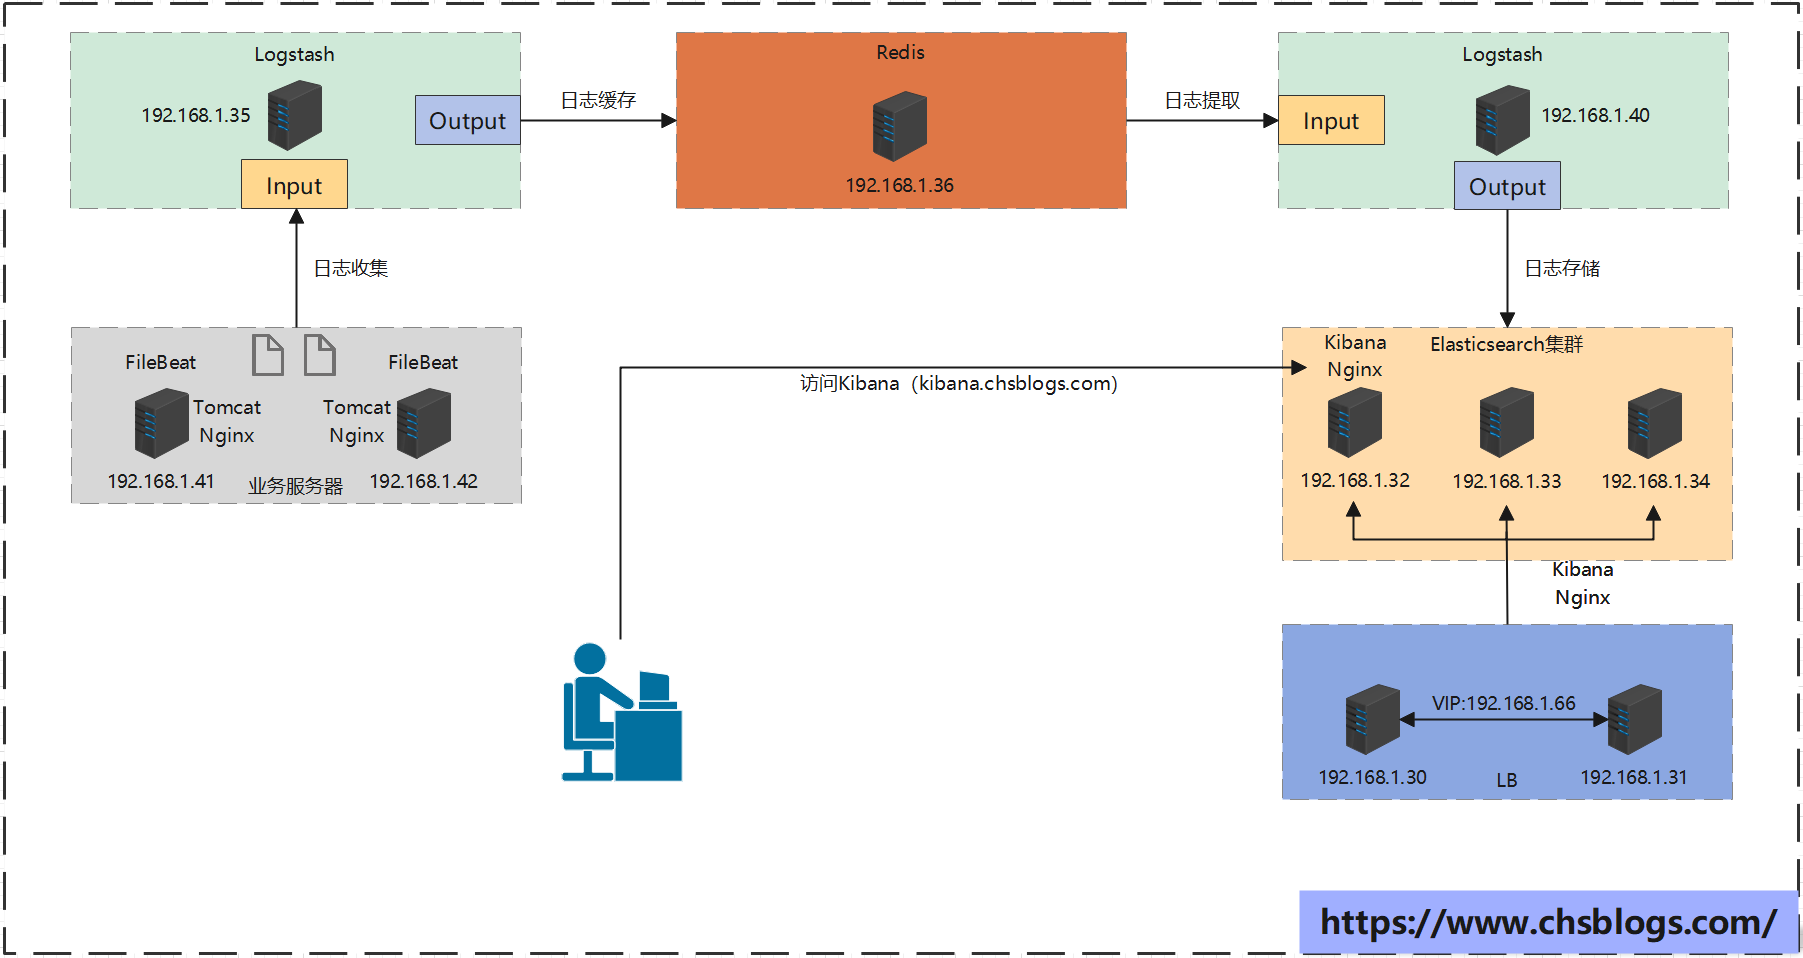 Logstash
192.168.1.35
Output
Input
日志缓存
Redis
192.168.1.36
日志提取
Logstash
Input
192.168.1.40
Output
日志收集
日志存储
FileBeat
FileBeat
Tomcat
Nginx
Tomcat
Nginx
192.168.1.41
业务服务器
192.168.1.42
访问Kibana（kibana.chsblogs.com）
Kibana
Nginx
Elasticsearch集群
192.168.1.32
192.168.1.33
192.168.1.34
Kibana
Nginx
VIP:192.168.1.66
192.168.1.30
LB
192.168.1.31
https://www.chsblogs.com/